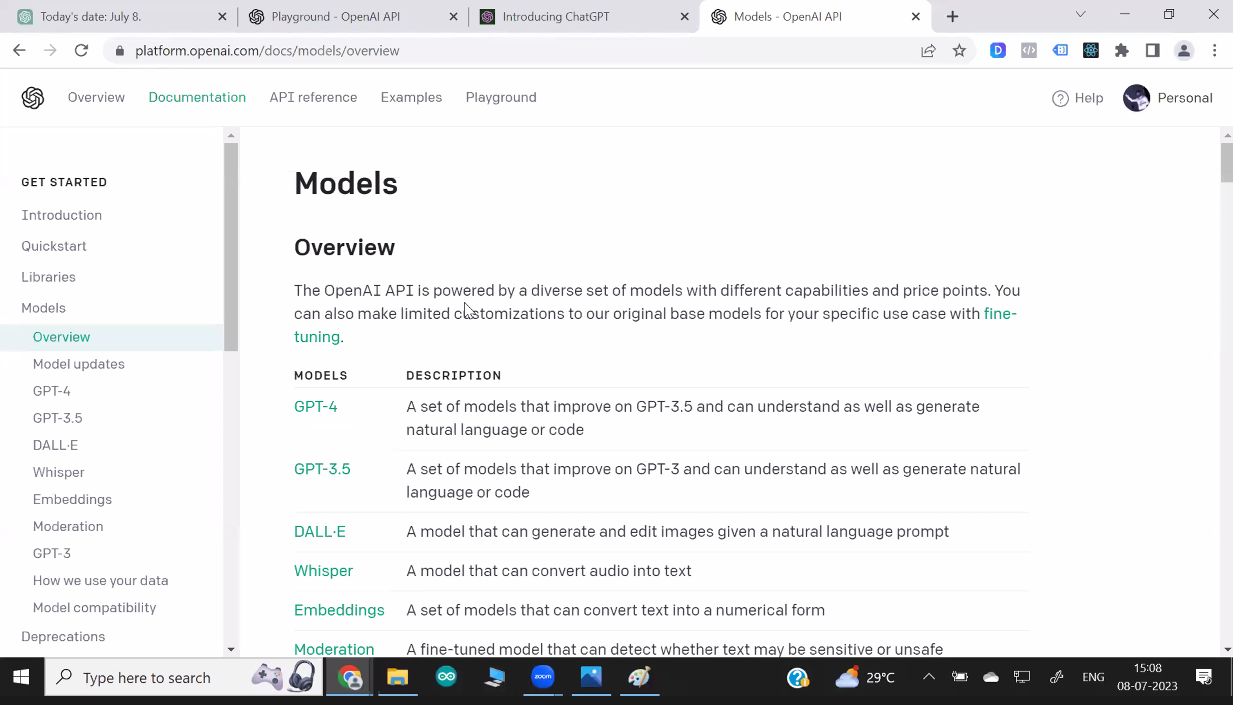 Today's date: July 8.
Playground - OpenAI API
Introducing ChatGPT
Models - OpenAI API
platform.openai.com/docs/models/overview
Overview
Documentation
API reference
Examples
Playground
Help
Personal
GET STARTED
Introduction
Quickstart
Libraries
Models
Overview
Model updates
GPT-4
GPT-3.5
DALL·E
Whisper
Embeddings
Moderation
GPT-3
How we use your data
Model compatibility
Deprecations
Models
Overview
The OpenAI API is powered by a diverse set of models with different capabilities and price points. You
can also make limited customizations to our original base models for your specific use case with fine-
tuning.
MODELS DESCRIPTION
GPT-4 A set of models that improve on GPT-3.5 and can understand as well as generate
natural language or code
GPT-3.5 A set of models that improve on GPT-3 and can understand as well as generate natural
language or code
DALL·E A model that can generate and edit images given a natural language prompt
Whisper A model that can convert audio into text
Embeddings A set of models that can convert text into a numerical form
Moderation A fine-tuned model that can detect whether text may be sensitive or unsafe
Type here to search
zoom
29°C
ENG
15:08
08-07-2023